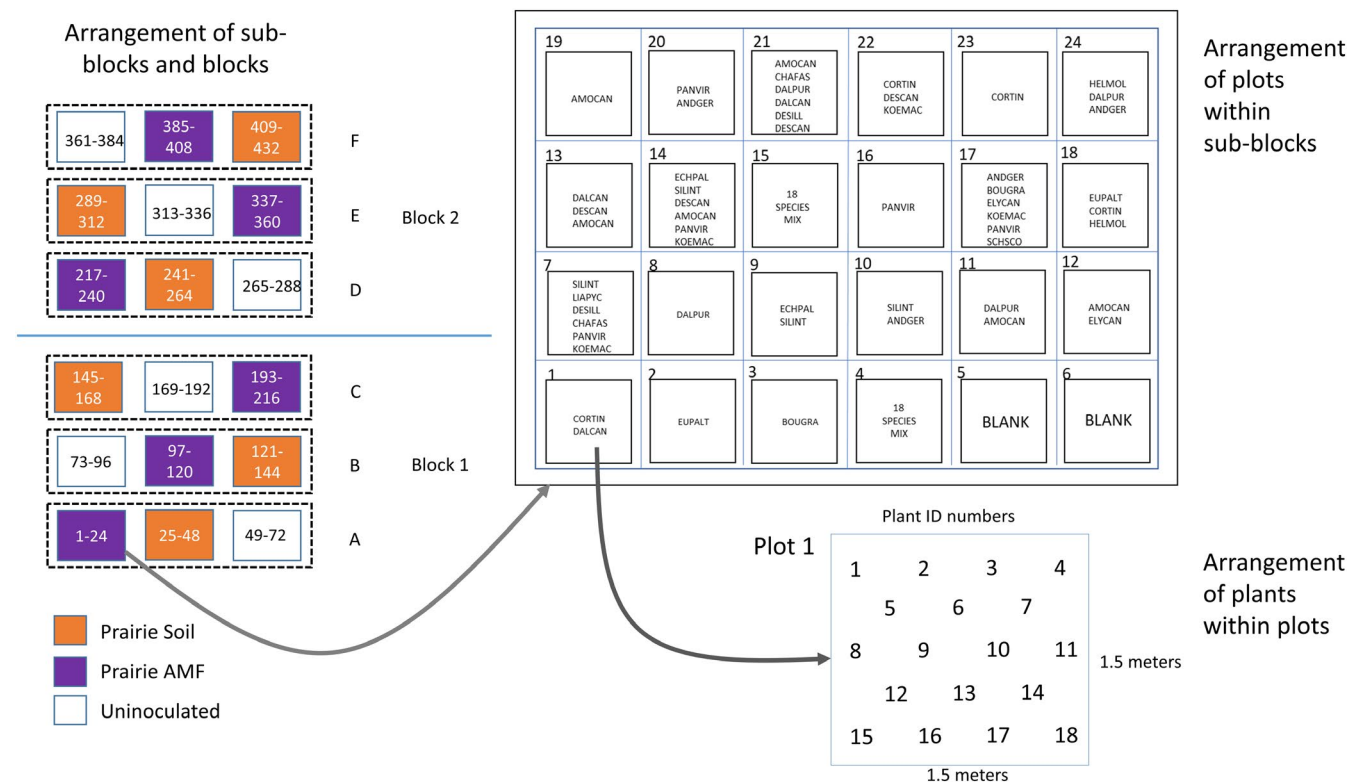 Arrangement of sub-
blocks and blocks
361-384
385-
408
409-
432
F
289-
312
313-336
337-
360
E
Block 2
217-
240
241-
264
265-288
D
145-
168
169-192
193-
216
C
73-96
97-
120
121-
144
B
Block 1
1-24
25-48
49-72
A
Prairie Soil
Prairie AMF
Uninoculated
19
AMOCAN
20
PANVIR
ANDGER
21
AMOCAN
CHAFAS
DALPUR
DALCAN
DESILL
DESCAN
22
CORTIN
DESCAN
KOEMAC
23
CORTIN
24
HELMOL
DALPUR
ANDGER
13
DALCAN
DESCAN
AMOCAN
14
ECHPAL
SILINT
DESCAN
AMOCAN
PANVIR
KOEMAC
15
18
SPECIES
MIX
16
PANVIR
17
ANDGER
BOUGRA
ELYCAN
KOEMAC
PANVIR
SCHSCO
18
EUPALT
CORTIN
HELMOL
7
SILINT
LIAPYC
DESILL
CHAFAS
PANVIR
KOEMAC
8
DALPUR
9
ECHPAL
SILINT
10
SILINT
ANDGER
11
DALPUR
AMOCAN
12
AMOCAN
ELYCAN
1
CORTIN
DALCAN
2
EUPALT
3
BOUGRA
4
18
SPECIES
MIX
5
BLANK
6
BLANK
Arrangement
of plots
within
sub-blocks
Plant ID numbers
Plot 1
1 2 3 4
5 6 7
8 9 10 11
12 13 14
15 16 17 18
1.5 meters
1.5 meters
Arrangement
of plants
within plots